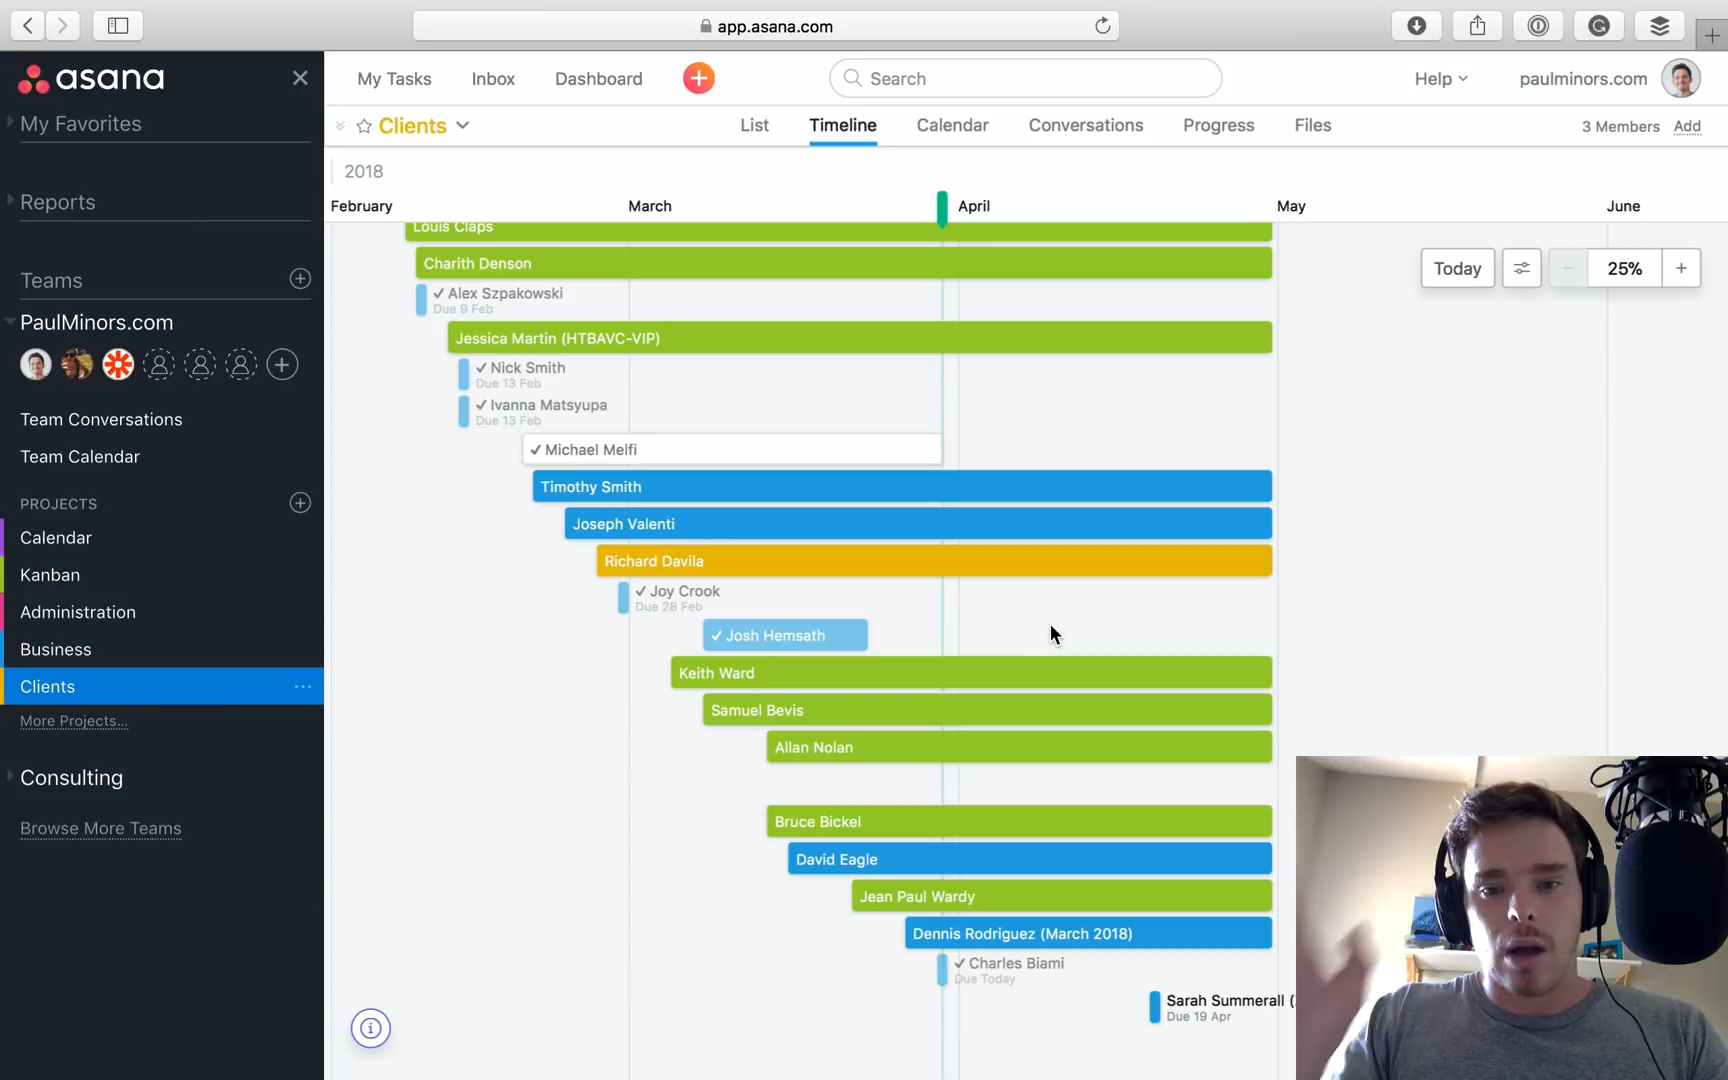 app.asana.com
asana
My Tasks
Inbox
Dashboard
Search
Help
paulminors.com
My Favorites
Reports
Teams
PaulMinors.com
Team Conversations
Team Calendar
PROJECTS
Calendar
Kanban
Administration
Business
Clients
More Projects...
Consulting
Browse More Teams
Clients
List
Timeline
Calendar
Conversations
Progress
Files
3 Members
Add
2018
February
March
April
May
June
Today
25%
Louis Claps
Charith Denson
✓ Alex Szpakowski
Due 9 Feb
Jessica Martin (HTBAVC-VIP)
✓ Nick Smith
Due 13 Feb
✓ Ivanna Matsyupa
Due 13 Feb
✓ Michael Melfi
Timothy Smith
Joseph Valenti
Richard Davila
✓ Joy Crook
Due 28 Feb
✓ Josh Hemsath
Keith Ward
Samuel Bevis
Allan Nolan
Bruce Bickel
David Eagle
Jean Paul Wardy
Dennis Rodriguez (March 2018)
✓ Charles Biami
Due Today
Sarah Summerall (
Due 19 Apr